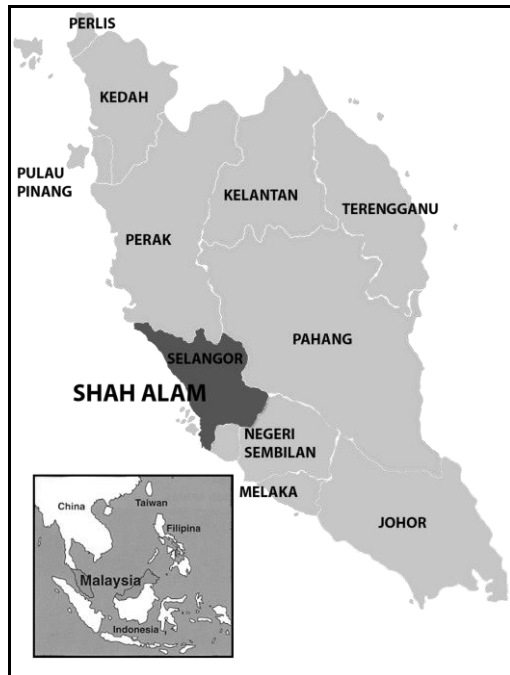 PERLIS
KEDAH
PULAU
PINANG
KELANTAN
TERENGGANU
PERAK
PAHANG
SELANGOR
SHAH ALAM
NEGERI
SEMBILAN
MELAKA
JOHOR
China
Taiwan
Filipina
Malaysia
Indonesia